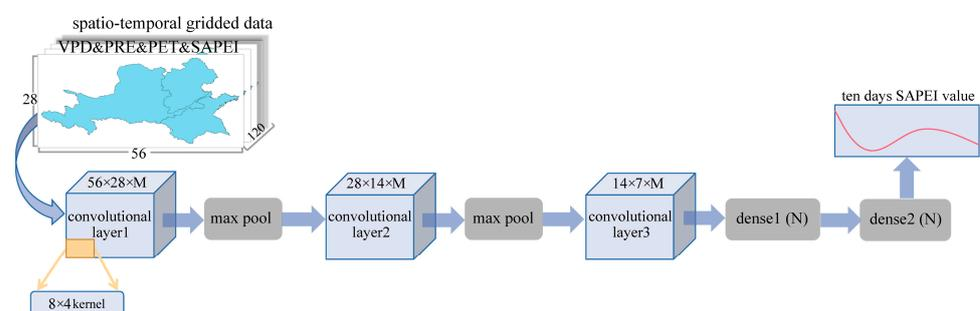 spatio-temporal gridded data
VPD&PRE&PET&SAPEI
28
120
56
ten days SAPEI value
56×28×M
convolutional
layer1
max pool
28×14×M
convolutional
layer2
max pool
14×7×M
convolutional
layer3
dense1 (N)
dense2 (N)
8×4 kernel